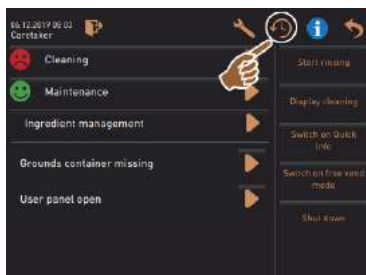 06.12.2019 08 03
Caretaker
Cleaning
Start rinsing
Maintenance
Display cleaning
Ingredient management
Switch on Quick
Info
Grounds container missing
Switch on free vend
mode
User panel open
Shut down